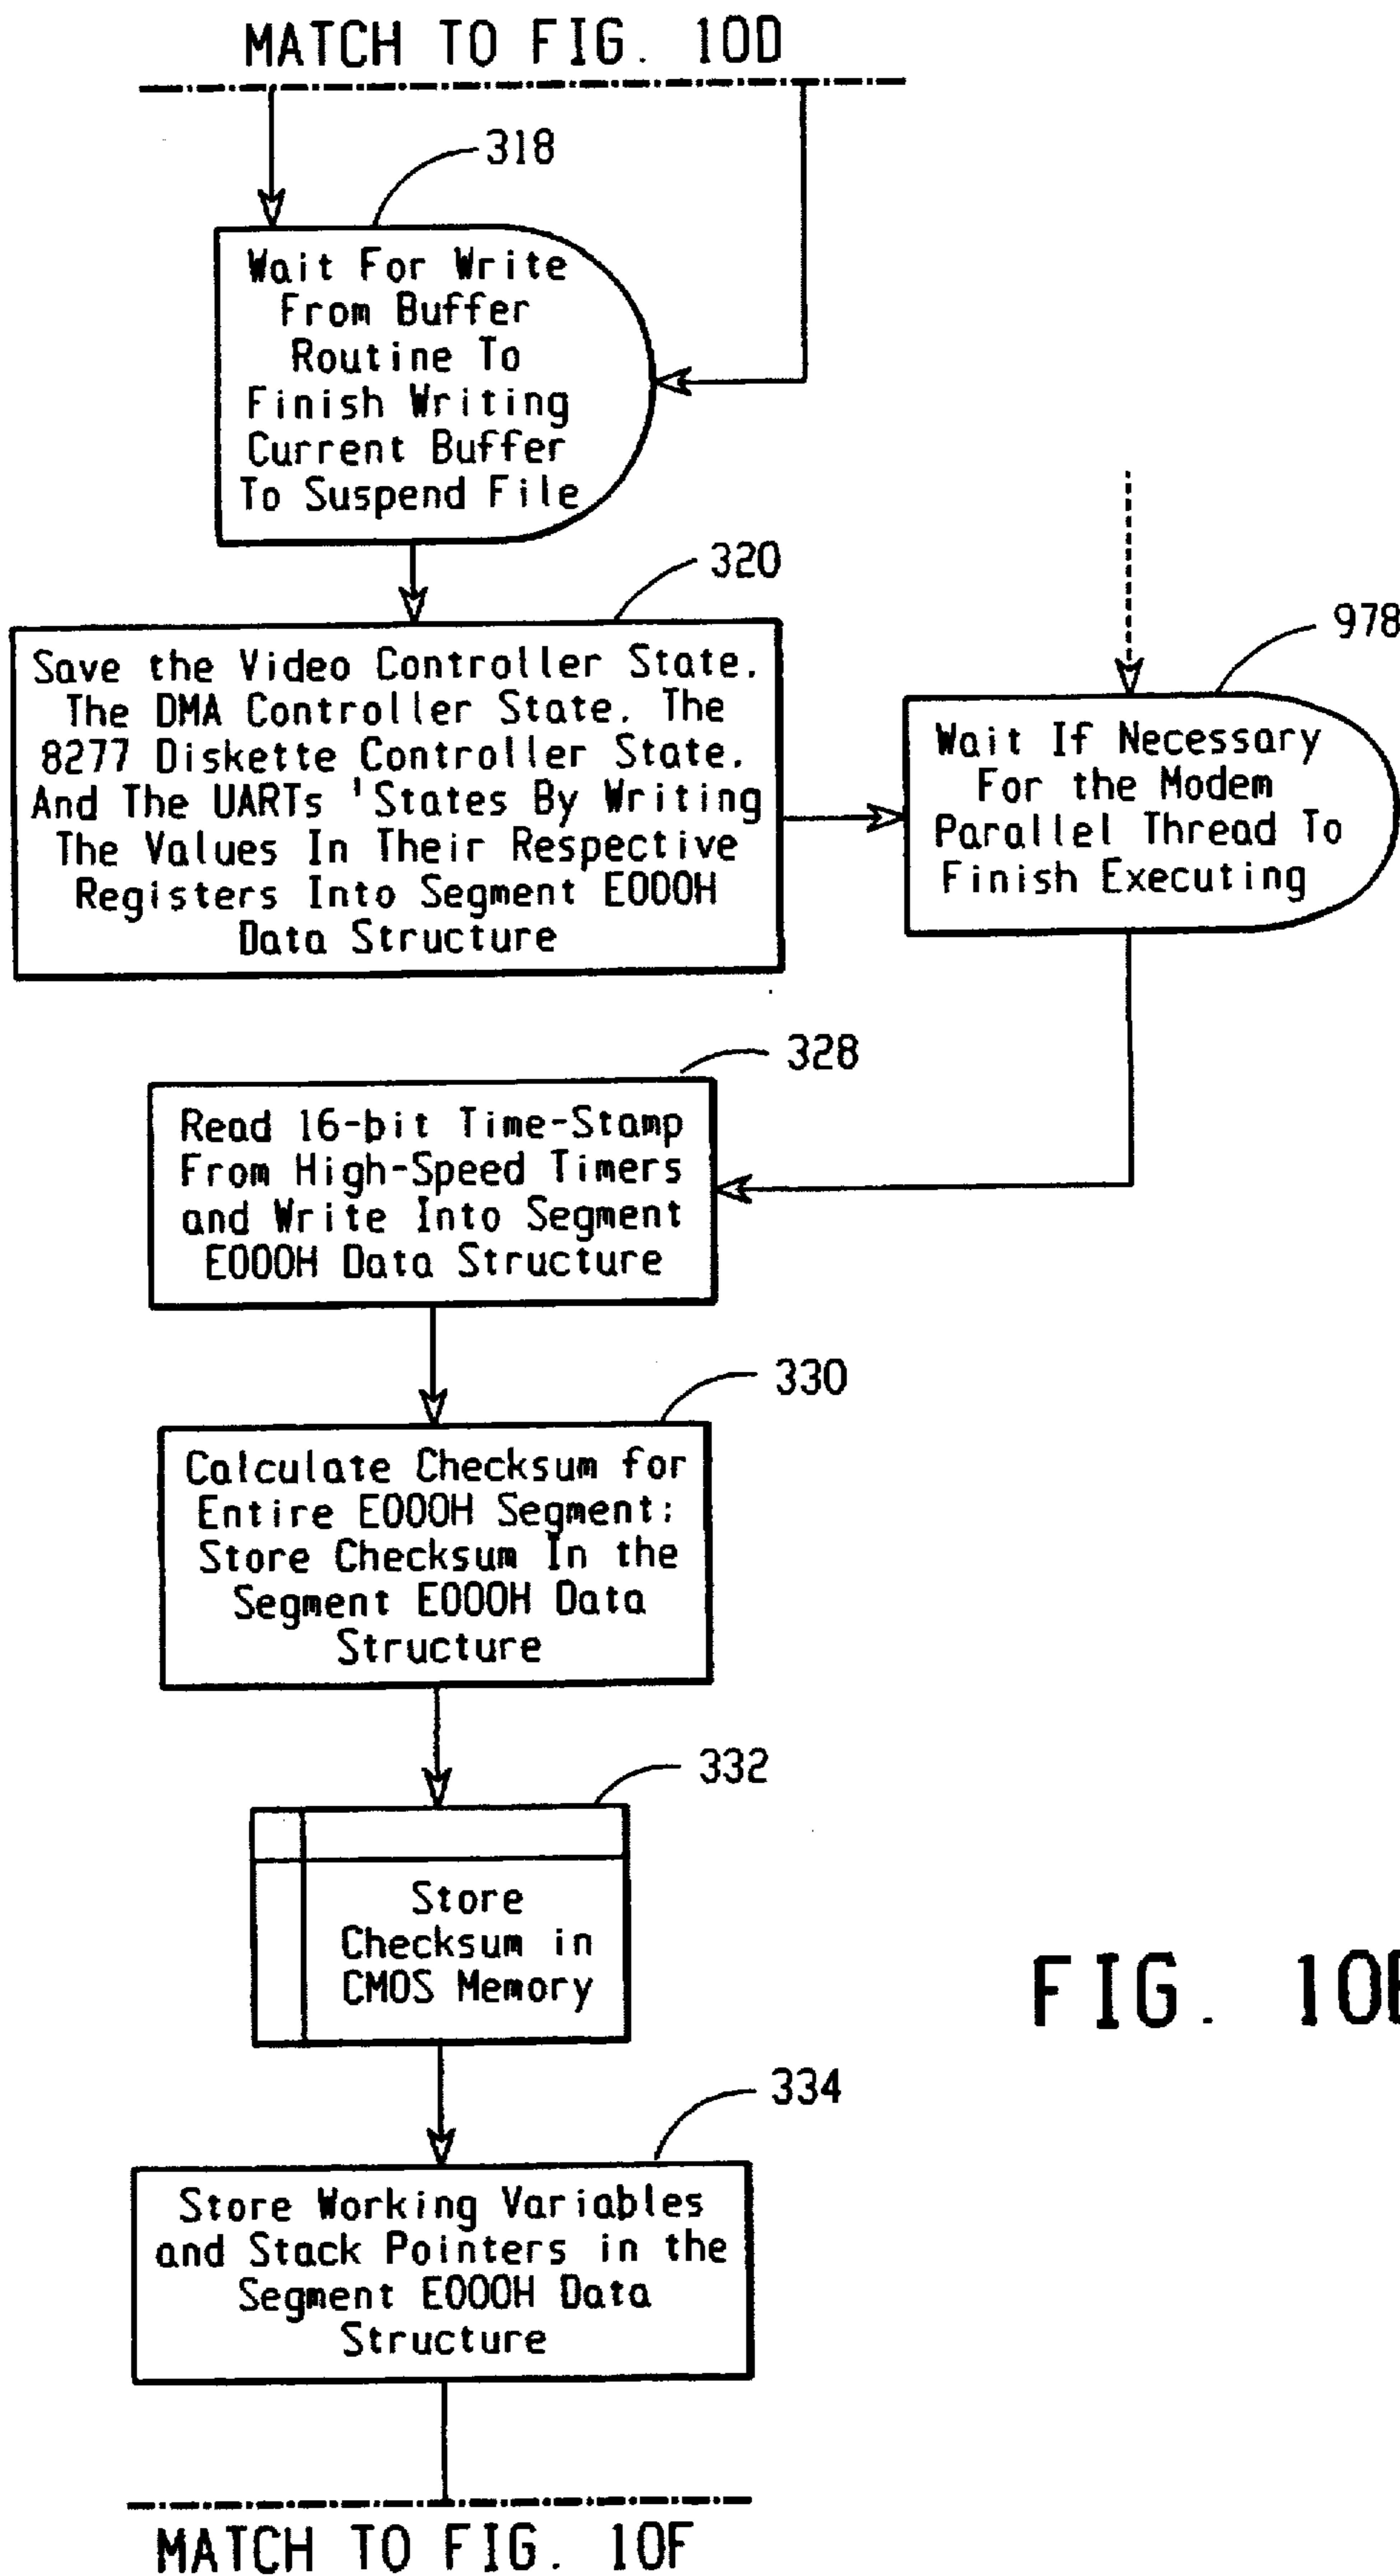 MATCH TO FIG. 10D
318
Wait For Write
From Buffer
Routine To
Finish Writing
Current Buffer
To Suspend File
320
Save the Video Controller State.
The DMA Controller State. The
8277 Diskette Controller State.
And The UARTs 'States By Writing
The Values In Their Respective
Registers Into Segment E000H
Data Structure
978
Wait If Necessary
For the Modem
Parallel Thread To
Finish Executing
328
Read 16-bit Time-Stamp
From High-Speed Timers
and Write Into Segment
E000H Data Structure
330
Calculate Checksum for
Entire E000H Segment;
Store Checksum In the
Segment E000H Data
Structure
332
Store
Checksum in
CMOS Memory
FIG. 10
334
Store Working Variables
and Stack Pointers in the
Segment E000H Data
Structure
MATCH TO FIG. 10F